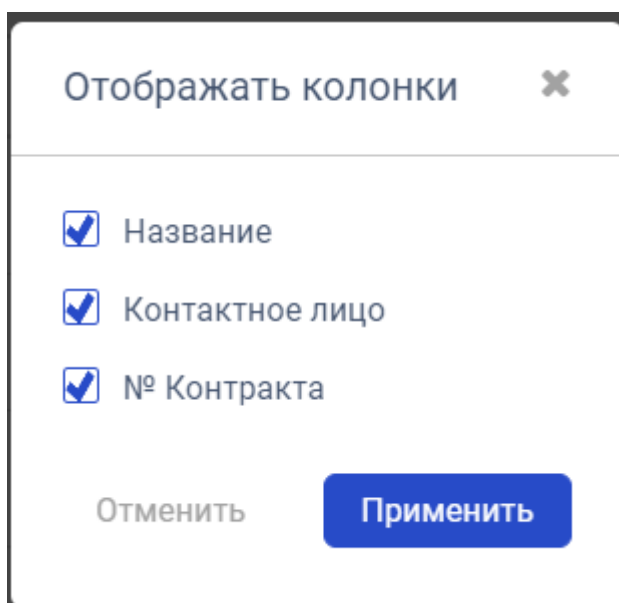 Отображать колонки
Название
Контактное лицо
№ Контракта
Отменить Применить